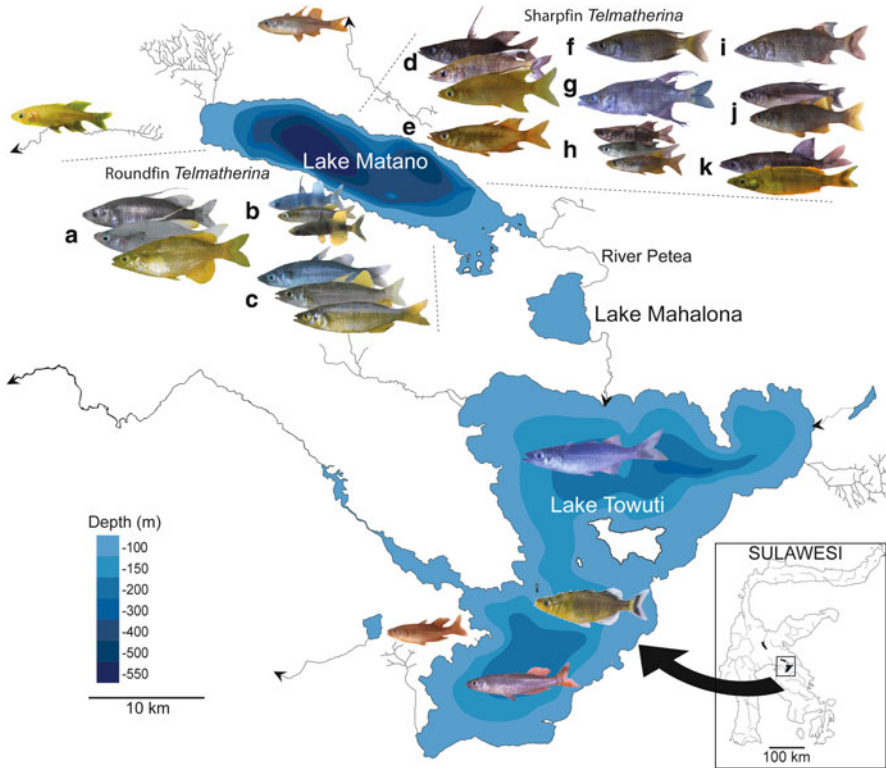 Sharpfin Telmatherina
d
f
i
g
e
h
j
k
Lake Matano
Roundfin Telmatherina
a
b
c
River Petea
Lake Mahalona
Lake Towuti
Depth (m)
-100
-150
-200
-300
-400
-500
-550
10 km
SULAWESI
100 km